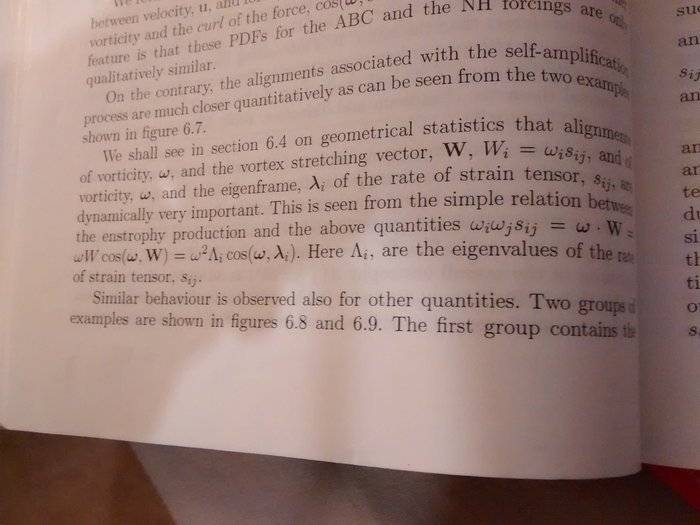 between velocity, u, and
vorticity and the curl of the force, cos(
feature is that these PDFs for the ABC and the NH forcings are only
qualitatively similar.
On the contrary, the alignments associated with the self-amplification
process are much closer quantitatively as can be seen from the two examples
shown in figure 6.7.
We shall see in section 6.4 on geometrical statistics that alignments
of vorticity, ω, and the vortex stretching vector, W, Wᵢ = ωⱼsᵢⱼ, and of
vorticity, ω, and the eigenframe, λᵢ of the rate of strain tensor, sᵢⱼ, are
dynamically very important. This is seen from the simple relation between
the enstrophy production and the above quantities ωᵢωⱼsᵢⱼ = ω · W =
ωW cos(ω, W) = ω²Λᵢ cos(ω, λᵢ). Here Λᵢ, are the eigenvalues of the rate
of strain tensor, sᵢⱼ.
Similar behaviour is observed also for other quantities. Two groups of
examples are shown in figures 6.8 and 6.9. The first group contains the